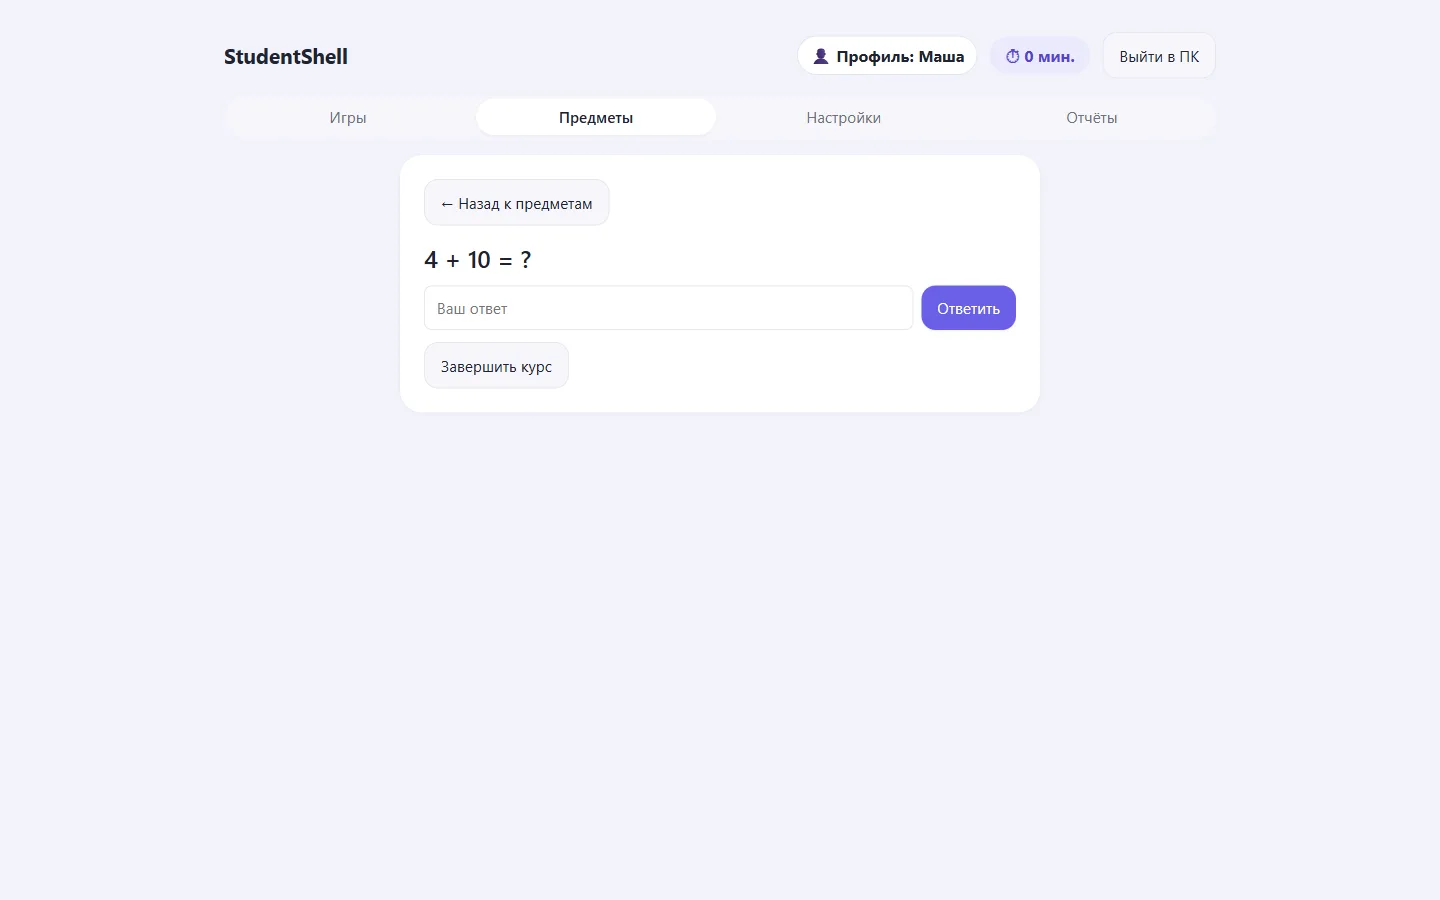 StudentShell
Профиль: Маша
0 мин.
Выйти в ПК
Игры
Предметы
Настройки
Отчёты
← Назад к предметам
4 + 10 = ?
Ваш ответ
Ответить
Завершить курс